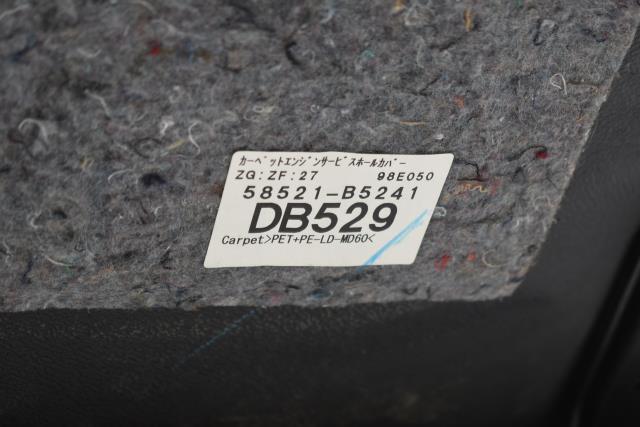 カーペットエンジンサービスホールカバー
ZG:ZF:27 98E050
58521-B5241
DB529
Carpet>PET+PE-LD-MD60<